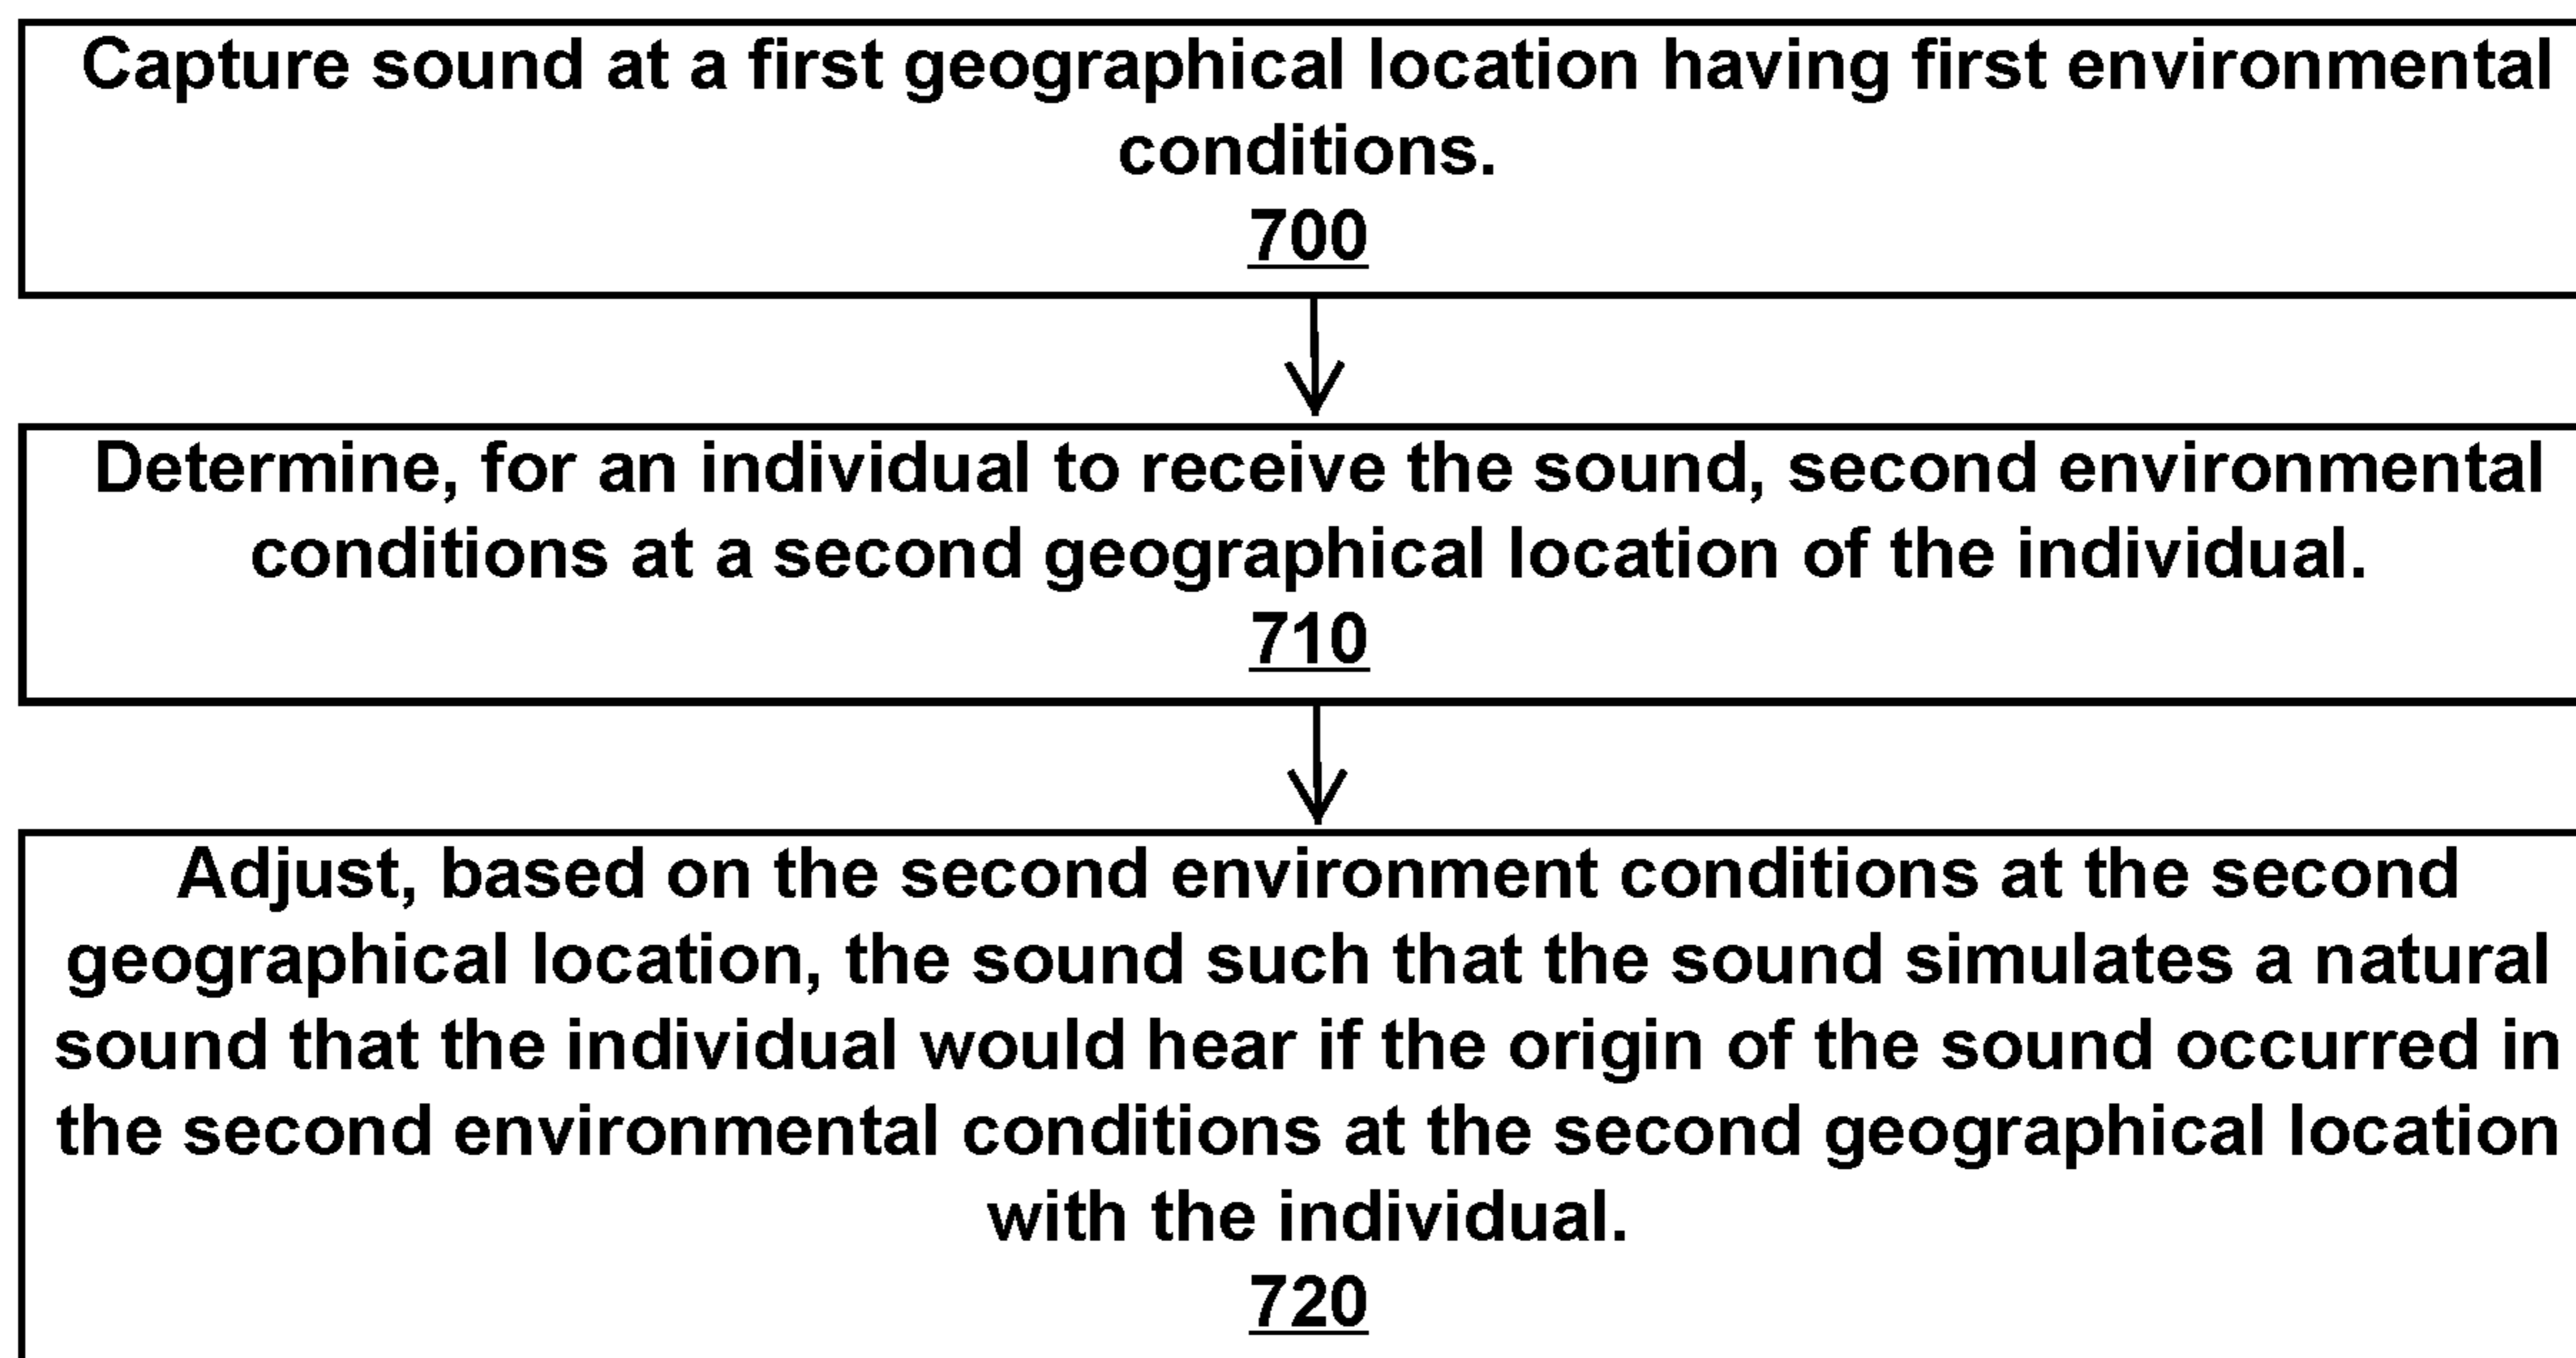 Capture sound at a first geographical location having first environmental
conditions.
700
Determine, for an individual to receive the sound, second environmental
conditions at a second geographical location of the individual.
710
Adjust, based on the second environment conditions at the second
geographical location, the sound such that the sound simulates a natural
sound that the individual would hear if the origin of the sound occurred in
the second environmental conditions at the second geographical location
with the individual.
720